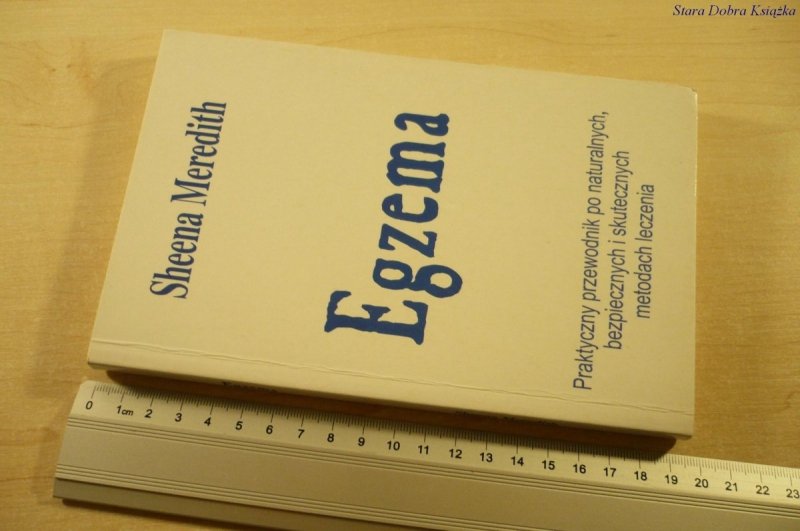 Stara Dobra Książka
Sheena Meredith
Egzema
Praktyczny przewodnik po naturalnych,
bezpiecznych i skutecznych
metodach leczenia
0 1cm 2 3 4 5 6 7 8 9 10 11 12 13 14 15 16 17 18 19 20 21 22 23